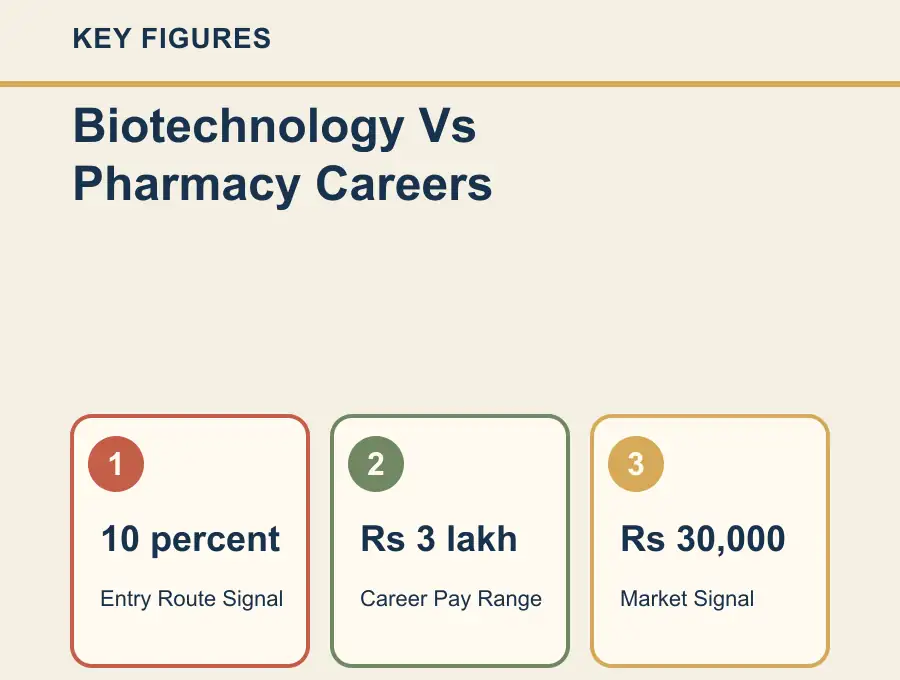 KEY FIGURES
Biotechnology Vs
Pharmacy Careers
1
10 percent
Entry Route Signal
2
Rs 3 lakh
Career Pay Range
3
Rs 30,000
Market Signal